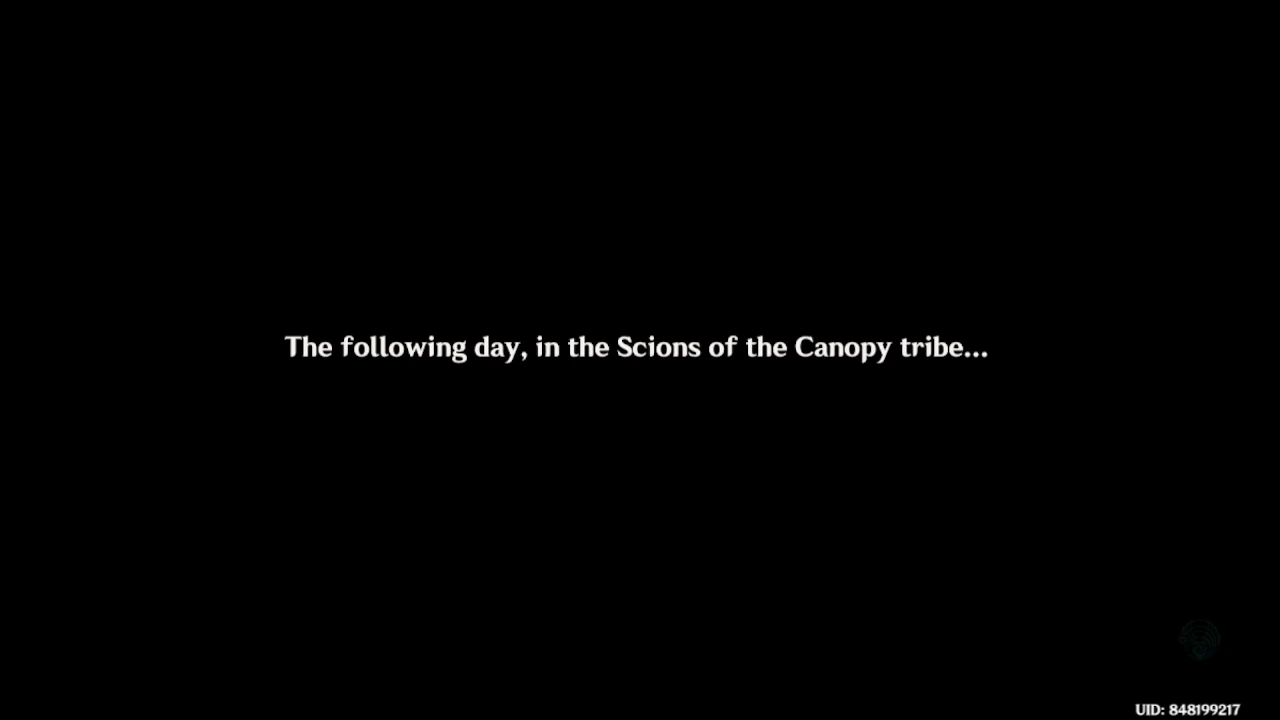 The following day, in the Scions of the Canopy tribe...
UID: 848199217